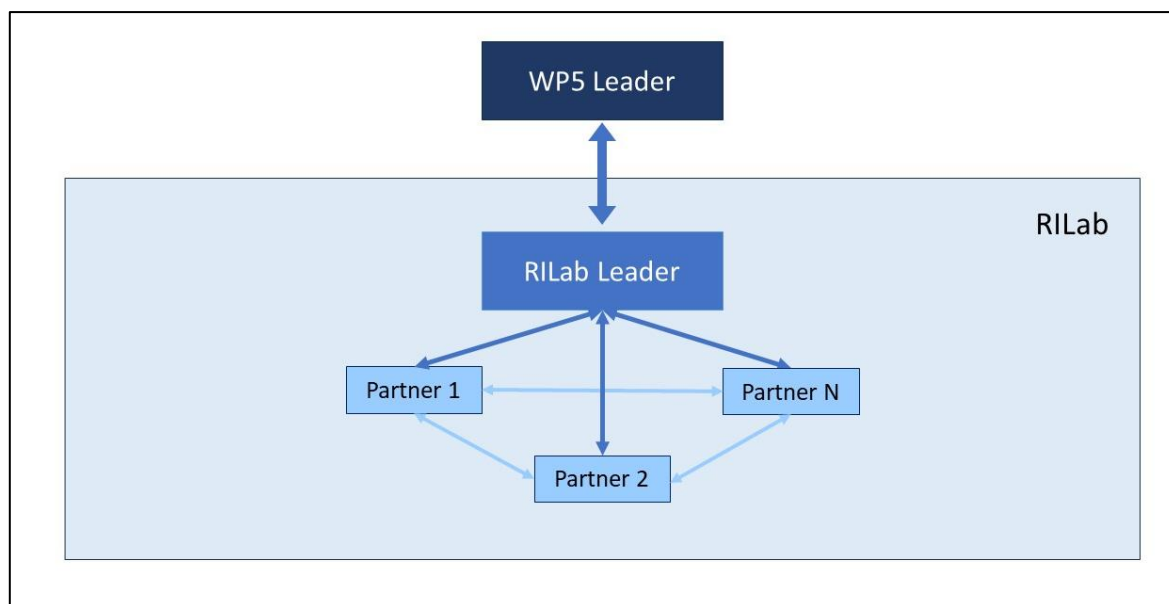 WP5 Leader
RILab
RILab Leader
Partner 1
Partner N
Partner 2